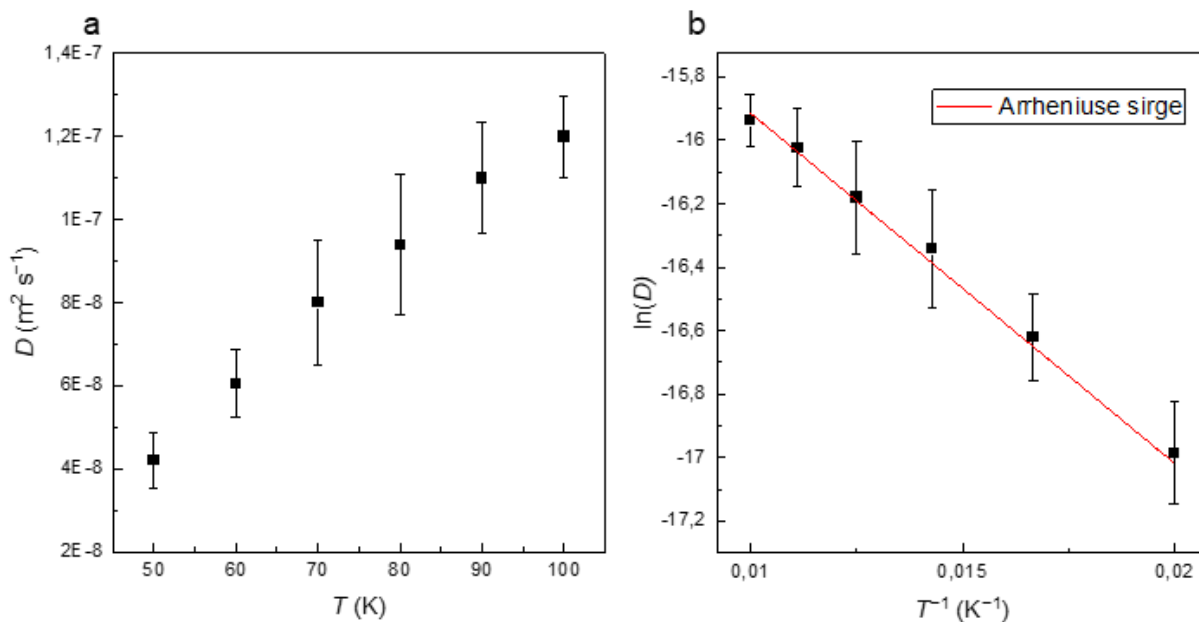 a
1,4E-7
1,2E-7
1E-7
8E-8
6E-8
4E-8
2E-8
D (m² s⁻¹)
50 60 70 80 90 100
T (K)
b
-15,8
-16
-16,2
-16,4
-16,6
-16,8
-17
-17,2
ln(D)
Arrheniuse sirge
0,01 0,015 0,02
T⁻¹ (K⁻¹)